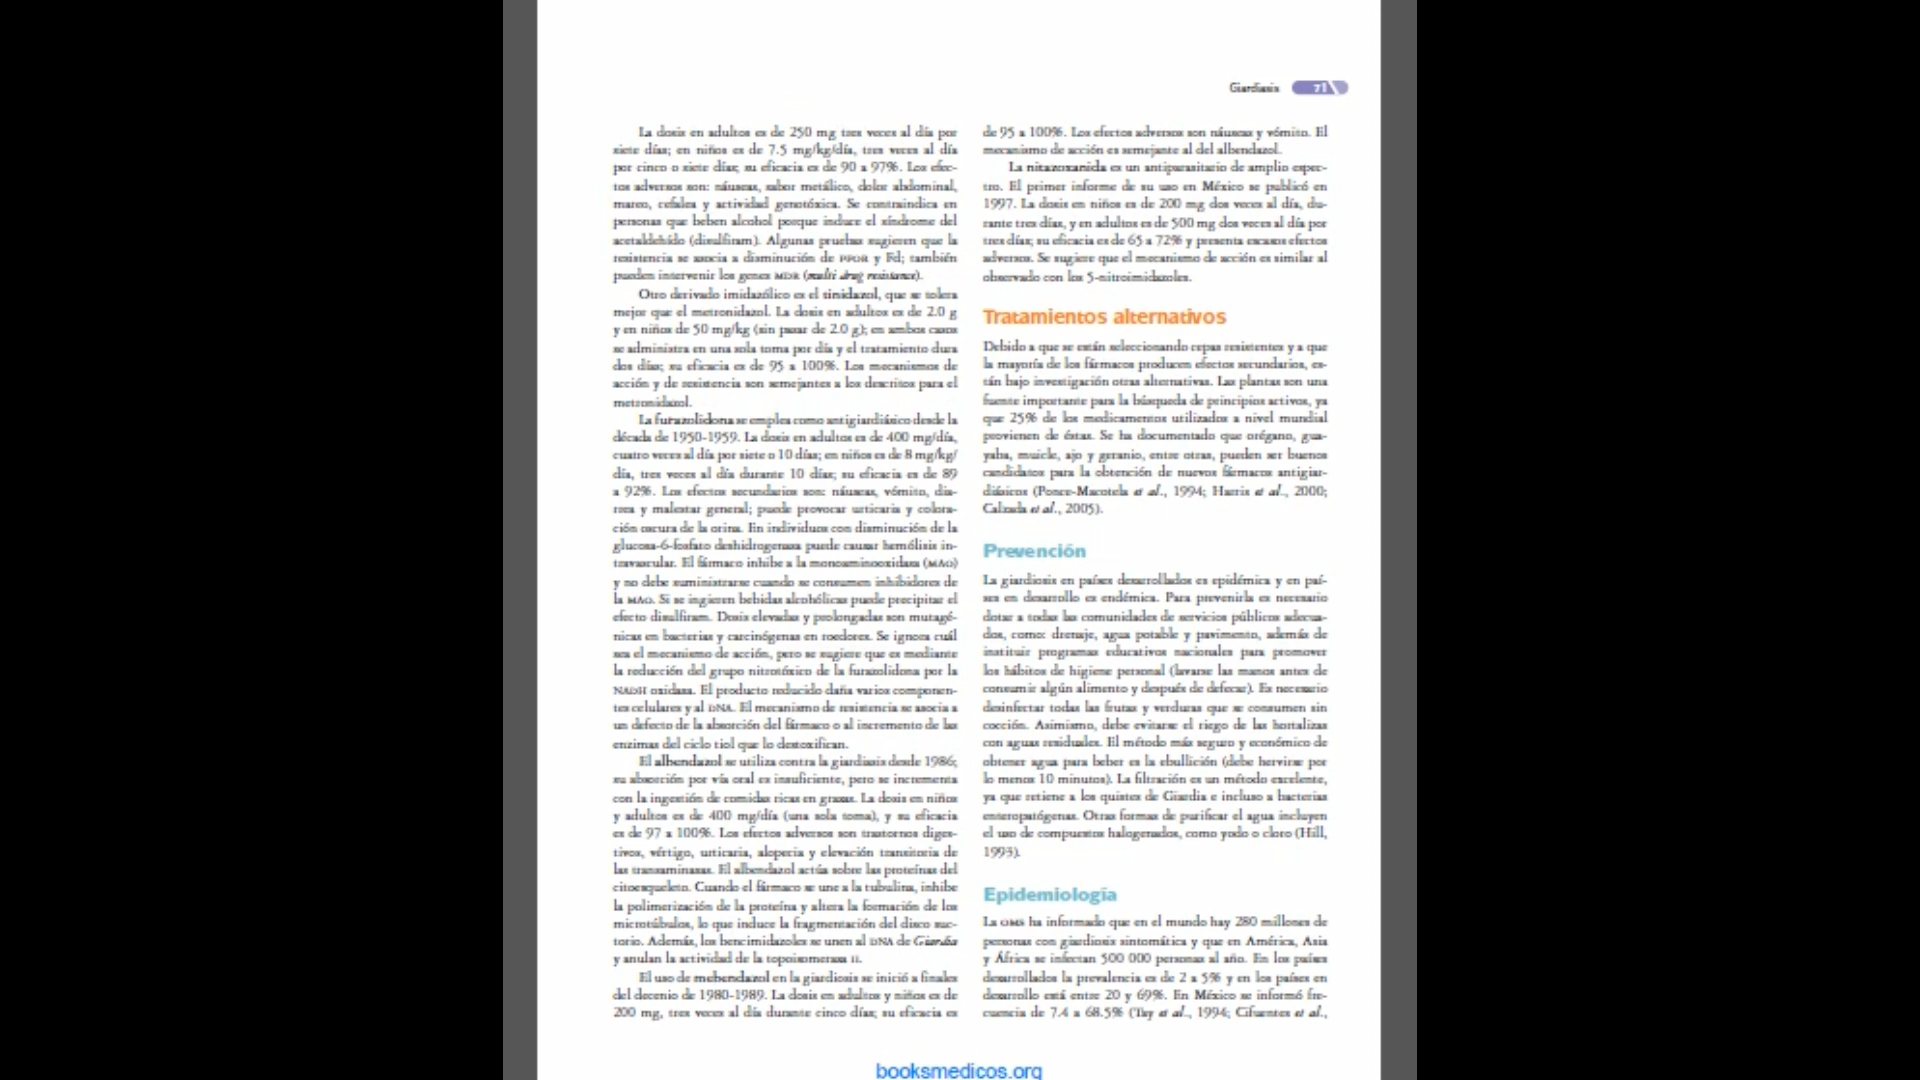 Giardiasis 71
La dosis en adultos es de 250 mg tres veces al día por
siete días; en niños es de 7.5 mg/kg/día, tres veces al día
por cinco o siete días; su eficacia es de 90 a 97%. Los efec-
tos adversos son: náuseas, sabor metálico, dolor abdominal,
mareo, cefalea y actividad genotóxica. Se contraindica en
personas que beben alcohol porque induce el síndrome del
acetaldehído (disulfiram). Algunas pruebas sugieren que la
resistencia se asocia a disminución de PFOR y Fd; también
pueden intervenir los genes MDR (multi drug resistance).
Otro derivado imidazólico es el tinidazol, que se tolera
mejor que el metronidazol. La dosis en adultos es de 2.0 g
y en niños de 50 mg/kg (sin pasar de 2.0 g); en ambos casos
se administra en una sola toma por día y el tratamiento dura
dos días; su eficacia es de 95 a 100%. Los mecanismos de
acción y de resistencia son semejantes a los descritos para el
metronidazol.
La furazolidona se emplea como antigiardiásico desde la
década de 1950-1959. La dosis en adultos es de 400 mg/día,
cuatro veces al día por siete o 10 días; en niños es de 8 mg/kg/
día, tres veces al día durante 10 días; su eficacia es de 89
a 92%. Los efectos secundarios son: náuseas, vómito, dia-
rrea y malestar general; puede provocar urticaria y colora-
ción oscura de la orina. En individuos con disminución de la
glucosa-6-fosfato deshidrogenasa puede causar hemólisis in-
travascular. El fármaco inhibe a la monoaminooxidasa (MAO)
y no debe suministrarse cuando se consumen inhibidores de
la MAO. Si se ingieren bebidas alcohólicas puede precipitar el
efecto disulfiram. Dosis elevadas y prolongadas son mutagé-
nicas en bacterias y carcinógenas en roedores. Se ignora cuál
sea el mecanismo de acción, pero se sugiere que es mediante
la reducción del grupo nitrotóxico de la furazolidona por la
NADH oxidasa. El producto reducido daña varios componen-
tes celulares y al DNA. El mecanismo de resistencia se asocia a
un defecto de la absorción del fármaco o al incremento de las
enzimas del ciclo tiol que lo destoxifican.
El albendazol se utiliza contra la giardiasis desde 1986;
su absorción por vía oral es insuficiente, pero se incrementa
con la ingestión de comidas ricas en grasas. La dosis en niños
y adultos es de 400 mg/día (una sola toma), y su eficacia
es de 97 a 100%. Los efectos adversos son trastornos diges-
tivos, vértigo, urticaria, alopecia y elevación transitoria de
las transaminasas. El albendazol actúa sobre las proteínas del
citoesqueleto. Cuando el fármaco se une a la tubulina, inhibe
la polimerización de la proteína y altera la formación de los
microtúbulos, lo que induce la fragmentación del disco suc-
torio. Además, los bencimidazoles se unen al DNA de Giardia
y anulan la actividad de la topoisomerasa II.
El uso de mebendazol en la giardiosis se inició a finales
del decenio de 1980-1989. La dosis en adultos y niños es de
200 mg, tres veces al día durante cinco días; su eficacia es
de 95 a 100%. Los efectos adversos son náuseas y vómito. El
mecanismo de acción es semejante al del albendazol.
La nitazoxanida es un antiparasitario de amplio espec-
tro. El primer informe de su uso en México se publicó en
1997. La dosis en niños es de 200 mg dos veces al día, du-
rante tres días, y en adultos es de 500 mg dos veces al día por
tres días; su eficacia es de 65 a 72% y presenta escasos efectos
adversos. Se sugiere que el mecanismo de acción es similar al
observado con los 5-nitroimidazoles.
Tratamientos alternativos
Debido a que se están seleccionando cepas resistentes y a que
la mayoría de los fármacos producen efectos secundarios, es-
tán bajo investigación otras alternativas. Las plantas son una
fuente importante para la búsqueda de principios activos, ya
que 25% de los medicamentos utilizados a nivel mundial
provienen de éstas. Se ha documentado que orégano, gua-
yaba, muicle, ajo y geranio, entre otras, pueden ser buenos
candidatos para la obtención de nuevos fármacos antigiar-
diásicos (Ponce-Macotela et al., 1994; Harris et al., 2000;
Calzada et al., 2005).
Prevención
La giardiosis en países desarrollados es epidémica y en paí-
ses en desarrollo es endémica. Para prevenirla es necesario
dotar a todas las comunidades de servicios públicos adecua-
dos, como: drenaje, agua potable y pavimento, además de
instituir programas educativos nacionales para promover
los hábitos de higiene personal (lavarse las manos antes de
consumir algún alimento y después de defecar). Es necesario
desinfectar todas las frutas y verduras que se consumen sin
cocción. Asimismo, debe evitarse el riego de las hortalizas
con aguas residuales. El método más seguro y económico de
obtener agua para beber es la ebullición (debe hervirse por
lo menos 10 minutos). La filtración es un método excelente,
ya que retiene a los quistes de Giardia e incluso a bacterias
enteropatógenas. Otras formas de purificar el agua incluyen
el uso de compuestos halogenados, como yodo o cloro (Hill,
1993).
Epidemiología
La OMS ha informado que en el mundo hay 280 millones de
personas con giardiosis sintomática y que en América, Asia
y África se infectan 500 000 personas al año. En los países
desarrollados la prevalencia es de 2 a 5% y en los países en
desarrollo está entre 20 y 69%. En México se informó fre-
cuencia de 7.4 a 68.5% (Tay et al., 1994; Cifuentes et al.,
booksmedicos.org